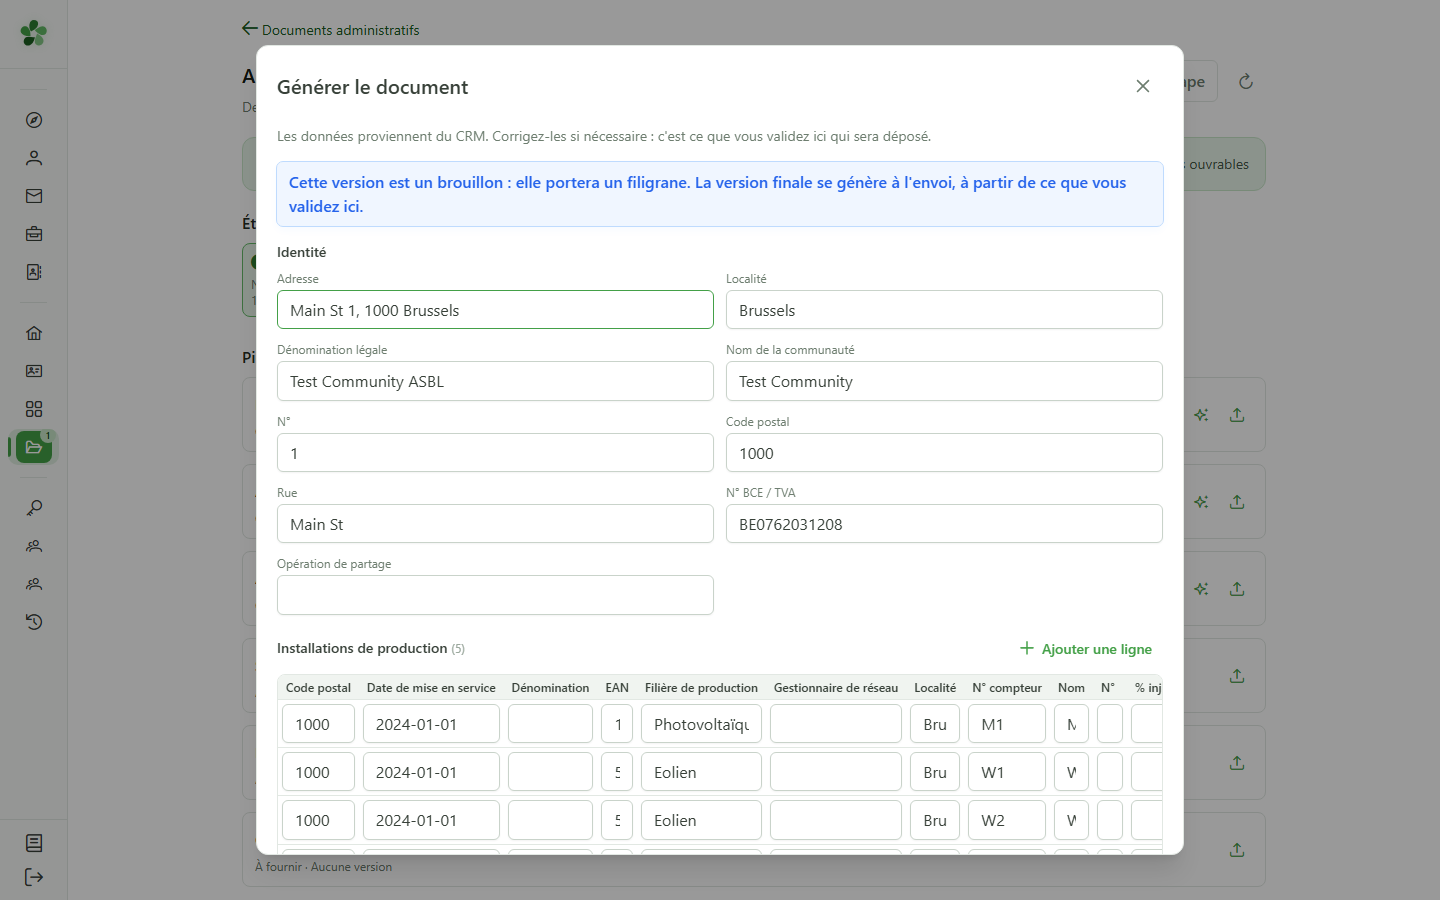 Documents administratifs
Générer le document
Les données proviennent du CRM. Corrigez-les si nécessaire : c'est ce que vous validez ici qui sera déposé.
ouvrables
Cette version est un brouillon : elle portera un filigrane. La version finale se génère à l'envoi, à partir de ce que vous
validez ici.
Identité
Adresse Localité
Main St 1, 1000 Brussels Brussels
Dénomination légale Nom de la communauté
Test Community ASBL Test Community
N° Code postal
1 1000
1
Rue N° BCE / TVA
Main St BE0762031208
Opération de partage
Installations de production (5) Ajouter une ligne
Code postal Date de mise en service Dénomination EAN Filière de production Gestionnaire de réseau Localité N° compteur Nom N° % inj
1000 2024-01-01 1 Photovoltaïqu Bru M1 M
1000 2024-01-01 5 Eolien Bru W1 W
1000 2024-01-01 5 Eolien Bru W2 W
À fournir · Aucune version